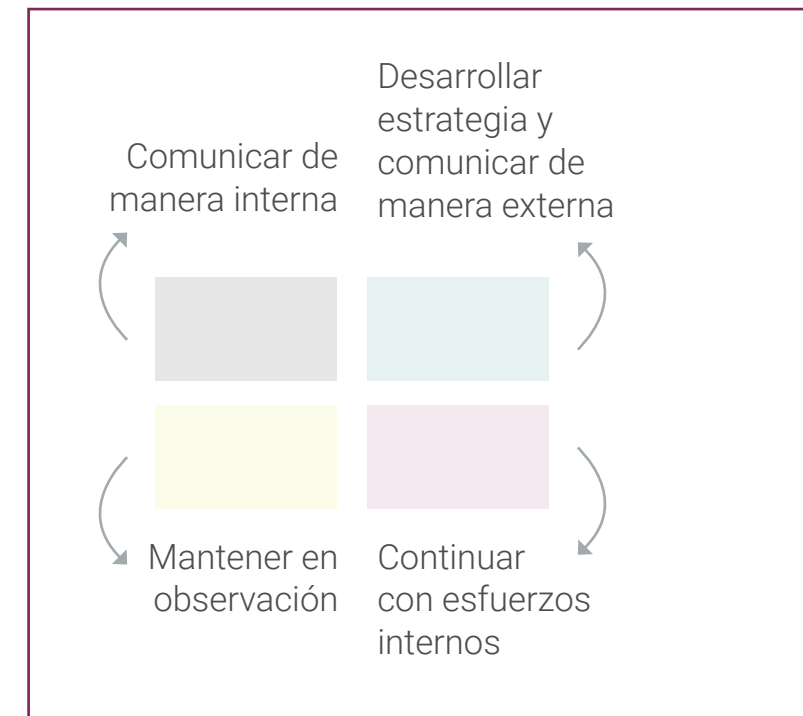 Comunicar de
manera interna
Desarrollar
estrategia y
comunicar de
manera externa
Mantener en
observación
Continuar
con esfuerzos
internos